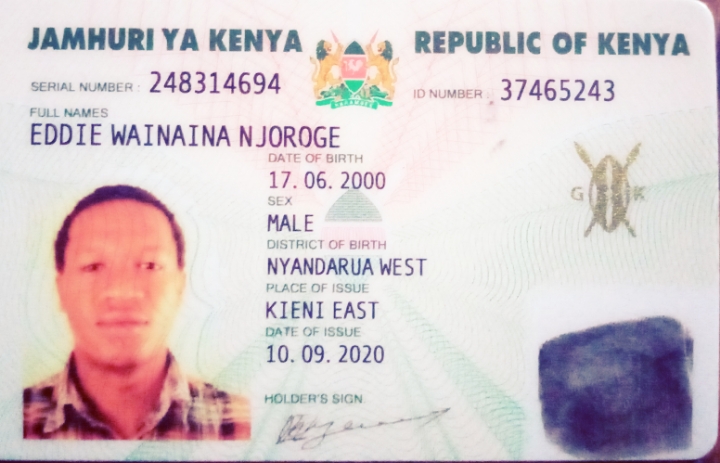 JAMHURI YA KENYA REPUBLIC OF KENYA
SERIAL NUMBER: 248314694 ID NUMBER: 37465243
FULL NAMES
EDDIE WAINAINA NJOROGE
DATE OF BIRTH
17. 06. 2000
SEX
MALE
G K
DISTRICT OF BIRTH
NYANDARUA WEST
PLACE OF ISSUE
KIENI EAST
DATE OF ISSUE
10. 09. 2020
HOLDER'S SIGN.